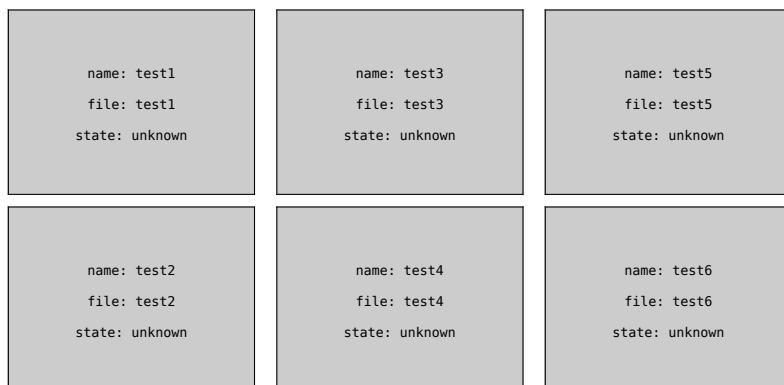 name: test1
file: test1
state: unknown
name: test3
file: test3
state: unknown
name: test5
file: test5
state: unknown
name: test2
file: test2
state: unknown
name: test4
file: test4
state: unknown
name: test6
file: test6
state: unknown